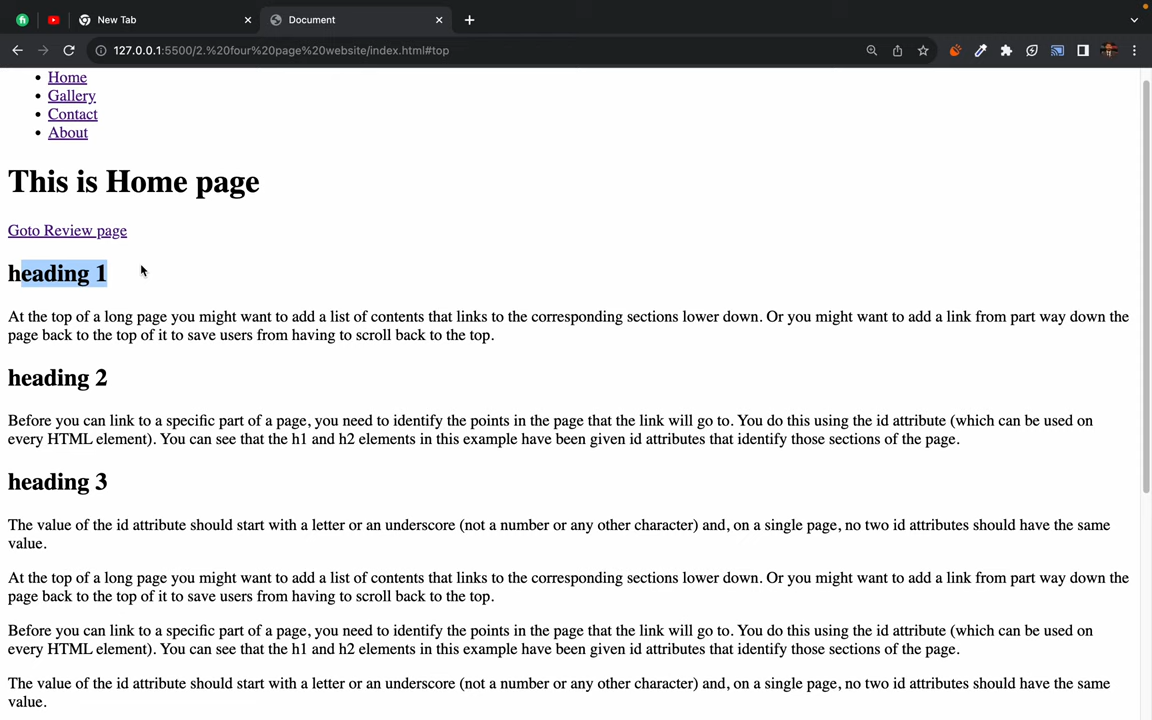 New Tab
Document
127.0.0.1:5500/2.%20four%20page%20website/index.html#top
Home
Gallery
Contact
About
This is Home page
Goto Review page
heading 1
At the top of a long page you might want to add a list of contents that links to the corresponding sections lower down. Or you might want to add a link from part way down the
page back to the top of it to save users from having to scroll back to the top.
heading 2
Before you can link to a specific part of a page, you need to identify the points in the page that the link will go to. You do this using the id attribute (which can be used on
every HTML element). You can see that the h1 and h2 elements in this example have been given id attributes that identify those sections of the page.
heading 3
The value of the id attribute should start with a letter or an underscore (not a number or any other character) and, on a single page, no two id attributes should have the same
value.
At the top of a long page you might want to add a list of contents that links to the corresponding sections lower down. Or you might want to add a link from part way down the
page back to the top of it to save users from having to scroll back to the top.
Before you can link to a specific part of a page, you need to identify the points in the page that the link will go to. You do this using the id attribute (which can be used on
every HTML element). You can see that the h1 and h2 elements in this example have been given id attributes that identify those sections of the page.
The value of the id attribute should start with a letter or an underscore (not a number or any other character) and, on a single page, no two id attributes should have the same
value.